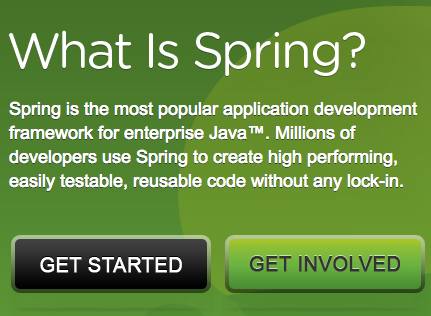 What Is Spring?
Spring is the most popular application development
framework for enterprise Java™. Millions of
developers use Spring to create high performing,
easily testable, reusable code without any lock-in.
GET STARTED
GET INVOLVED